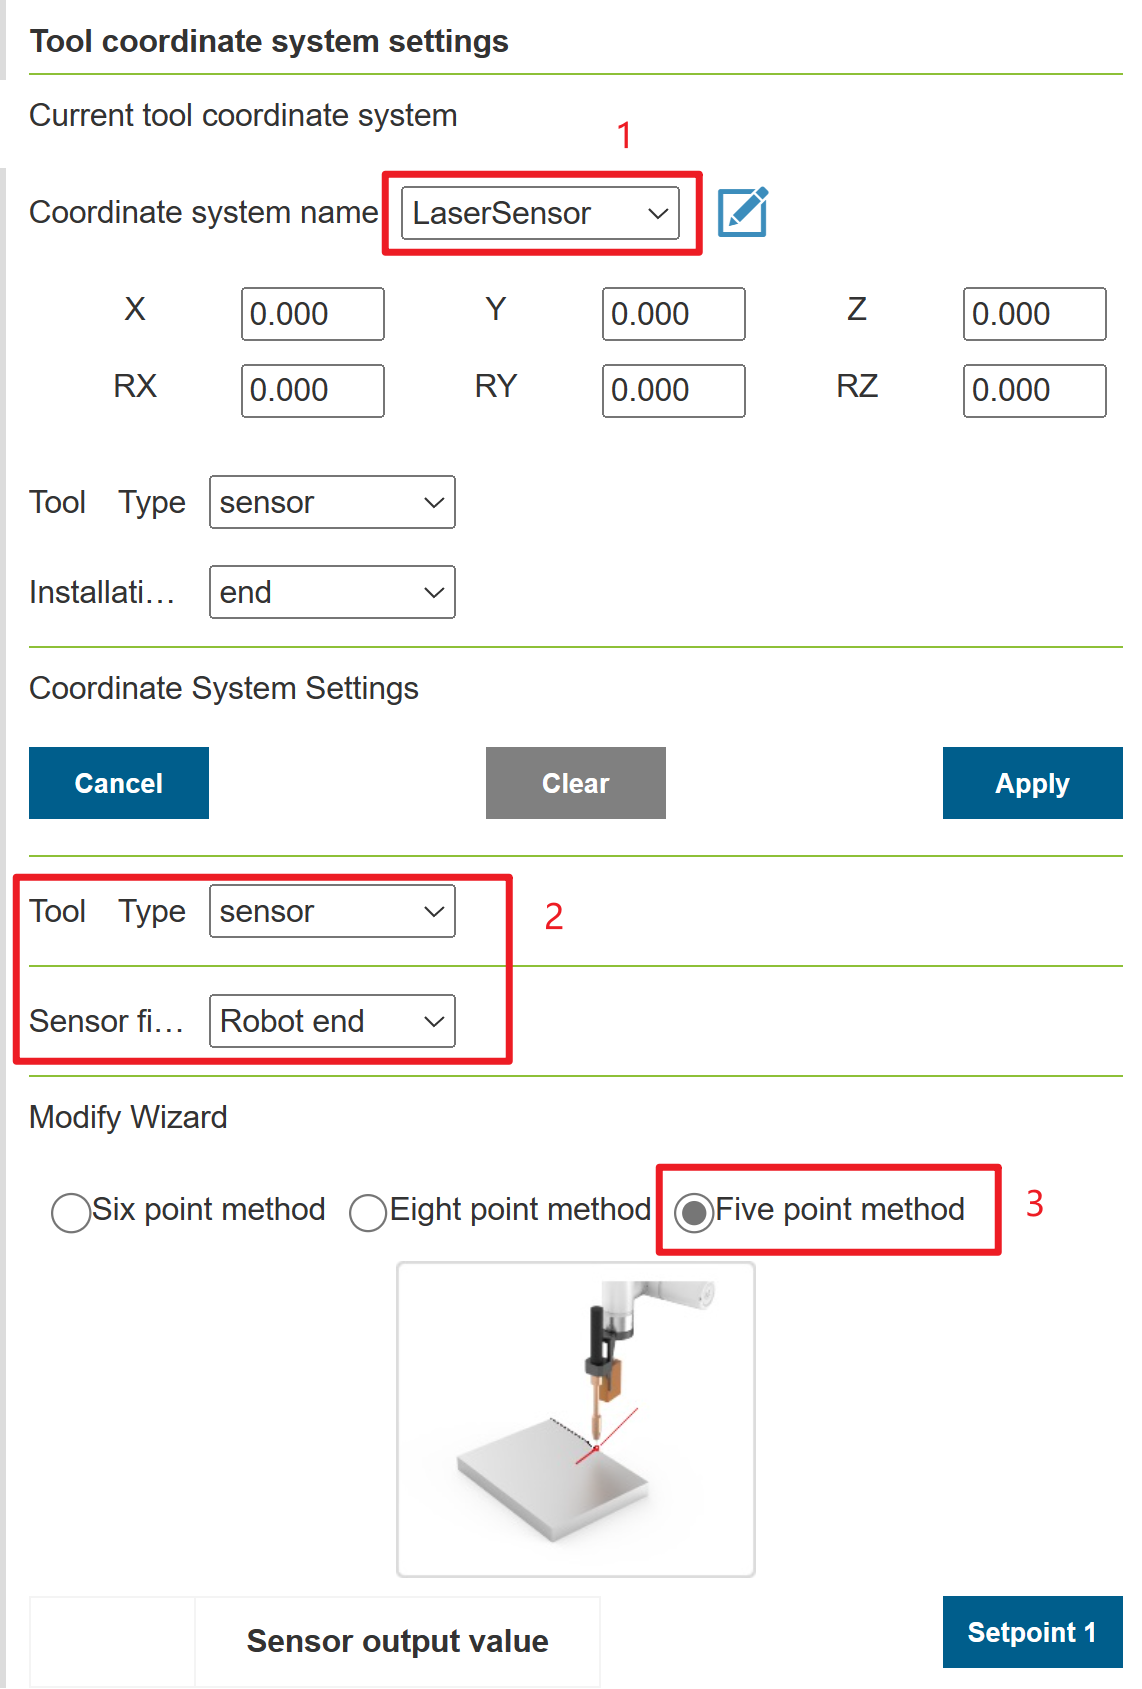 Tool coordinate system settings
Current tool coordinate system
1
Coordinate system name LaserSensor
X 0.000 Y 0.000 Z 0.000
RX 0.000 RY 0.000 RZ 0.000
Tool Type sensor
Installati... end
Coordinate System Settings
Cancel Clear Apply
Tool Type sensor 2
Sensor fi... Robot end
Modify Wizard
Six point method Eight point method Five point method 3
Sensor output value Setpoint 1